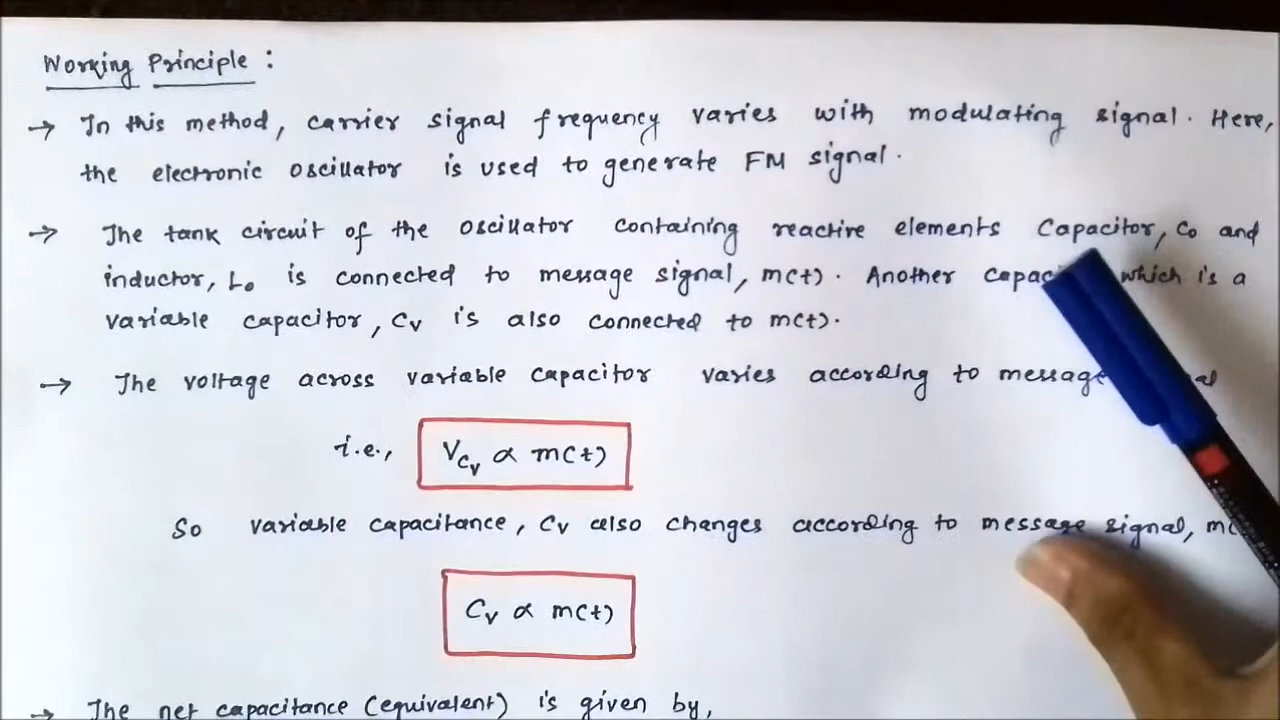 Working Principle :
→ In this method, carrier signal frequency varies with modulating signal. Here,
the electronic oscillator is used to generate FM signal.
→ The tank circuit of the oscillator containing reactive elements Capacitor, Co and
inductor, Lo is connected to message signal, m(t). Another which is a
variable capacitor, Cv is also connected to m(t).
→ The voltage across variable capacitor varies according to message
i.e., V_Cv ∝ m(t)
So variable capacitance, Cv also changes according to message signal,
Cv ∝ m(t)
→ The net capacitance (equivalent) is given by,